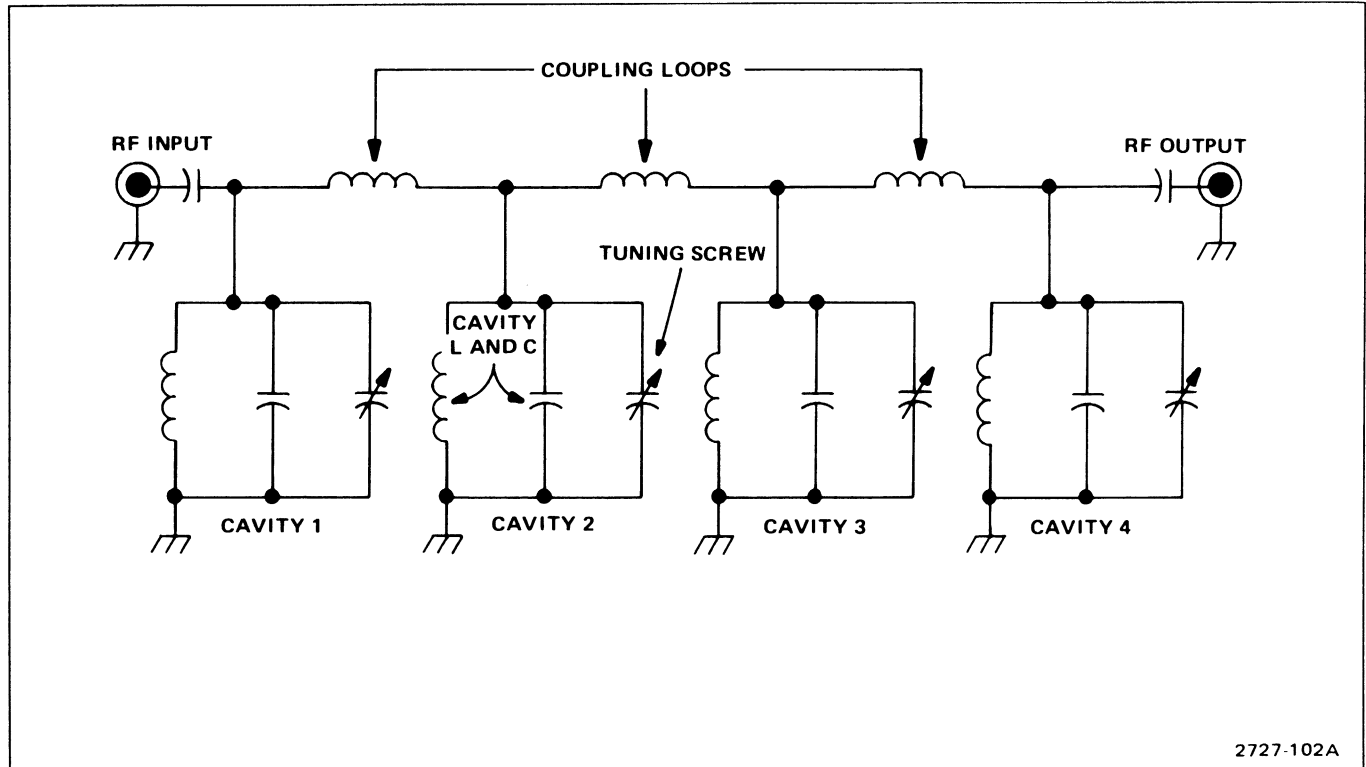 COUPLING LOOPS
RF INPUT
RF OUTPUT
TUNING SCREW
CAVITY
L AND C
CAVITY 1
CAVITY 2
CAVITY 3
CAVITY 4
2727-102A